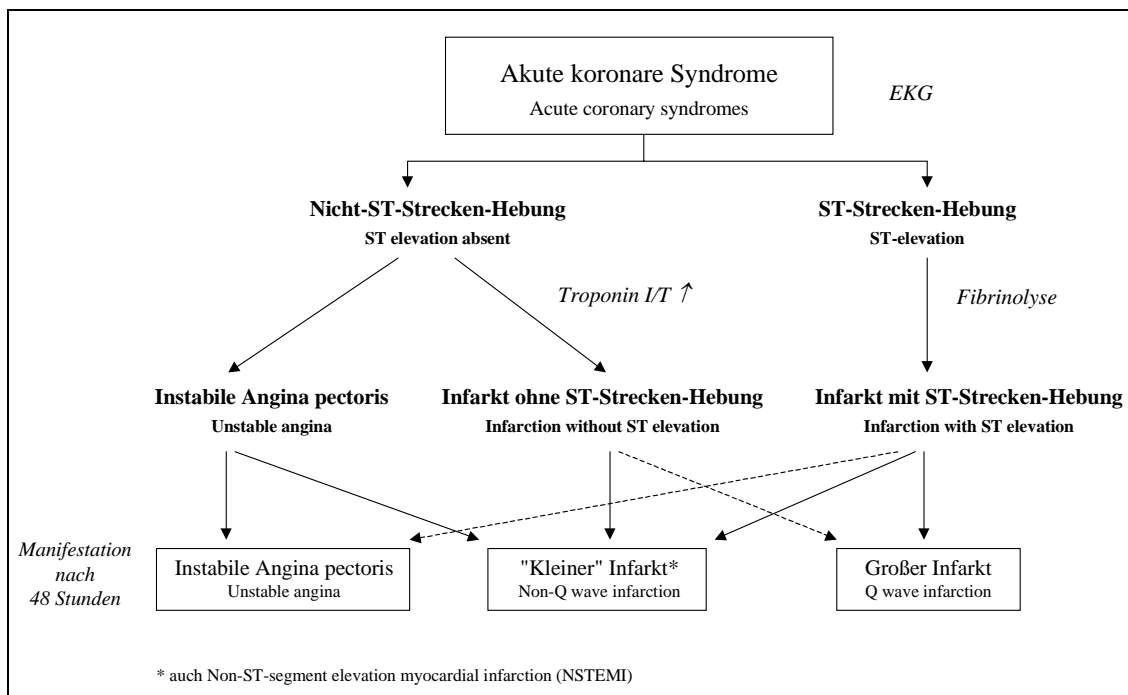 Akute koronare Syndrome
Acute coronary syndromes
EKG
Nicht-ST-Strecken-Hebung
ST elevation absent
ST-Strecken-Hebung
ST-elevation
Troponin I/T ↑
Fibrinolyse
Instabile Angina pectoris
Unstable angina
Infarkt ohne ST-Strecken-Hebung
Infarction without ST elevation
Infarkt mit ST-Strecken-Hebung
Infarction with ST elevation
Manifestation
nach
48 Stunden
Instabile Angina pectoris
Unstable angina
"Kleiner" Infarkt*
Non-Q wave infarction
Großer Infarkt
Q wave infarction
* auch Non-ST-segment elevation myocardial infarction (NSTEMI)